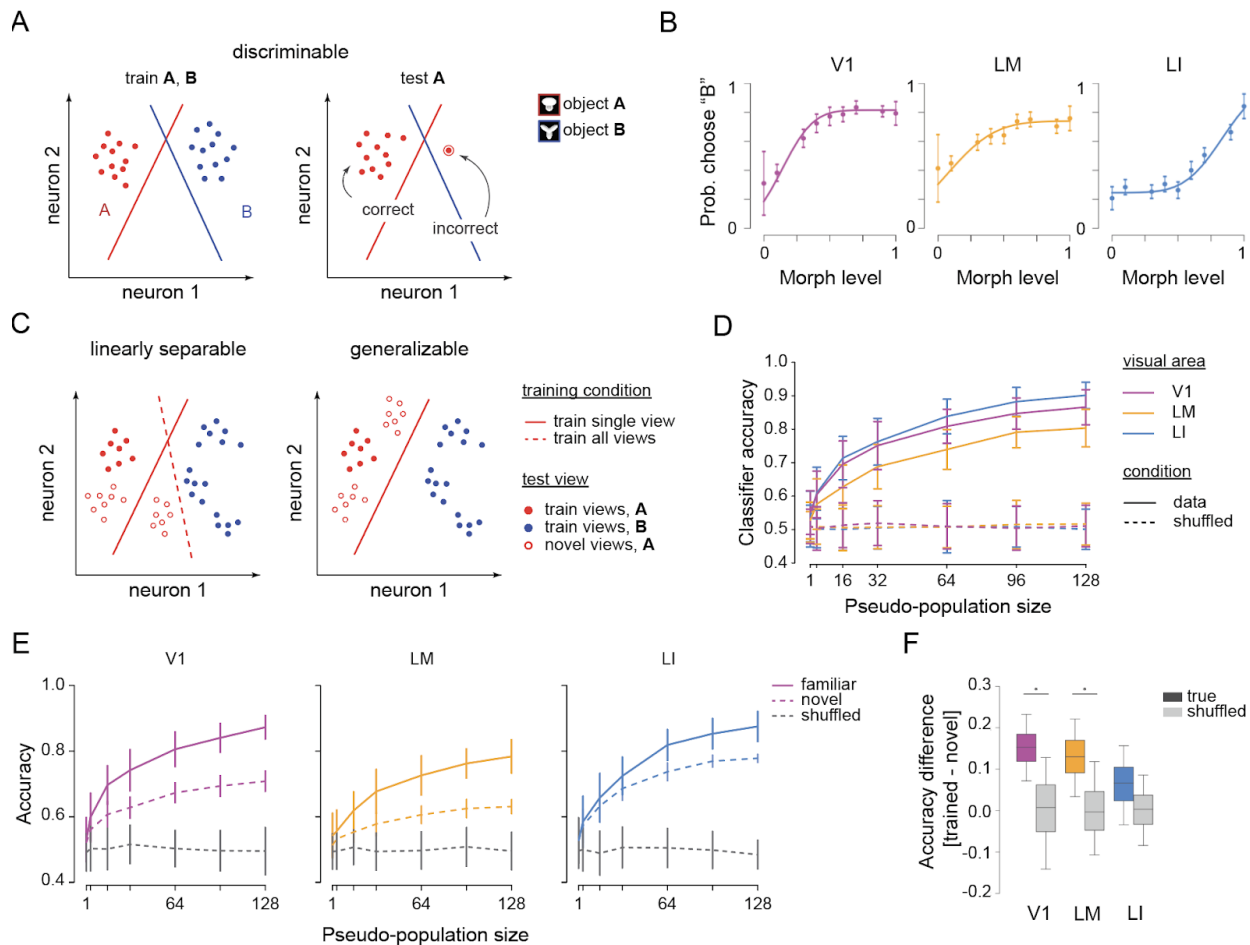 A
discriminable
train A, B
test A
neuron 2
A
B
neuron 1
neuron 2
correct
incorrect
neuron 1
object A
object B
B
V1
LM
LI
Prob. choose “B”
1
0
0
1
Morph level
1
0
0
1
Morph level
1
0
0
1
Morph level
C
linearly separable
generalizable
neuron 2
neuron 1
neuron 2
neuron 1
training condition
train single view
train all views
test view
train views, A
train views, B
novel views, A
D
Classifier accuracy
1.0
0.9
0.8
0.7
0.6
0.5
0.4
1
16
32
64
96
128
Pseudo-population size
visual area
V1
LM
LI
condition
data
shuffled
E
V1
LM
LI
Accuracy
1.0
0.8
0.6
0.4
1
64
128
1
64
128
1
64
128
Pseudo-population size
familiar
novel
shuffled
F
Accuracy difference
[trained - novel]
0.3
0.2
0.1
0.0
-0.1
-0.2
*
*
V1
LM
LI
true
shuffled